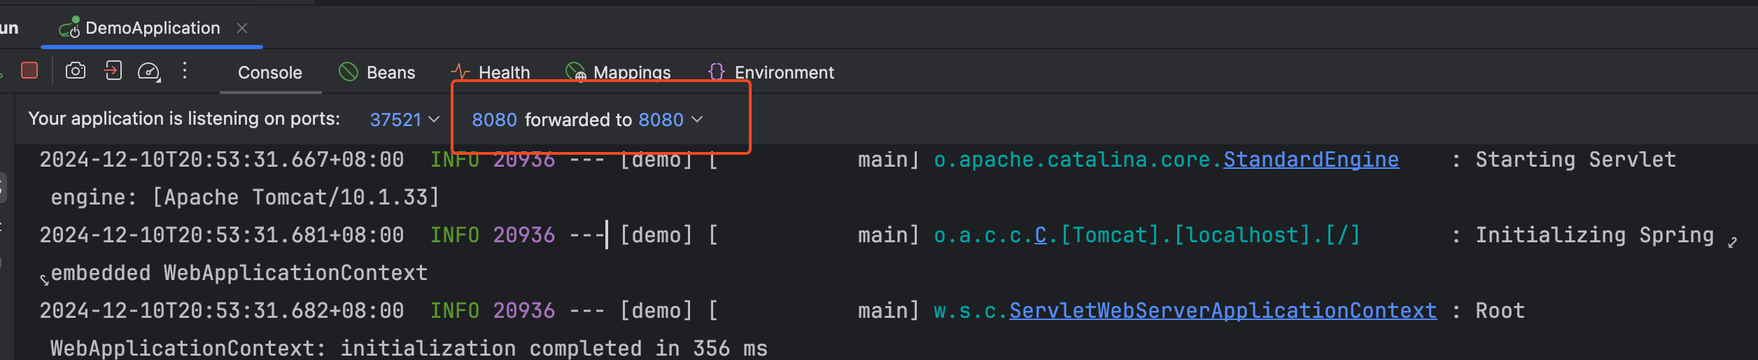 un DemoApplication
Console Beans Health Mappings {} Environment
Your application is listening on ports: 37521 8080 forwarded to 8080
2024-12-10T20:53:31.667+08:00 INFO 20936 --- [demo] [ main] o.apache.catalina.core.StandardEngine : Starting Servlet
engine: [Apache Tomcat/10.1.33]
2024-12-10T20:53:31.681+08:00 INFO 20936 --- [demo] [ main] o.a.c.c.C.[Tomcat].[localhost].[/] : Initializing Spring
embedded WebApplicationContext
2024-12-10T20:53:31.682+08:00 INFO 20936 --- [demo] [ main] w.s.c.ServletWebServerApplicationContext : Root
WebApplicationContext: initialization completed in 356 ms